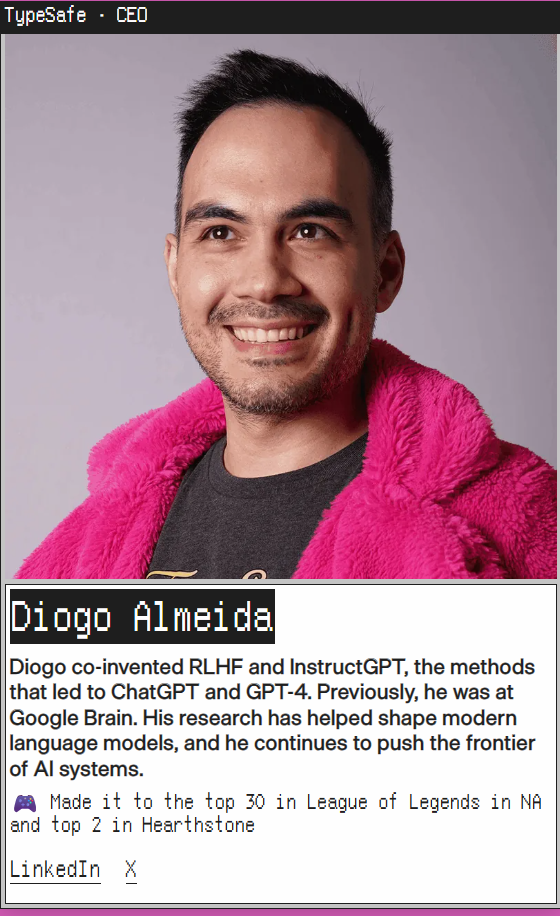 TypeSafe · CEO
Diogo Almeida
Diogo co-invented RLHF and InstructGPT, the methods
that led to ChatGPT and GPT-4. Previously, he was at
Google Brain. His research has helped shape modern
language models, and he continues to push the frontier
of AI systems.
🎮 Made it to the top 30 in League of Legends in NA
and top 2 in Hearthstone
LinkedIn X